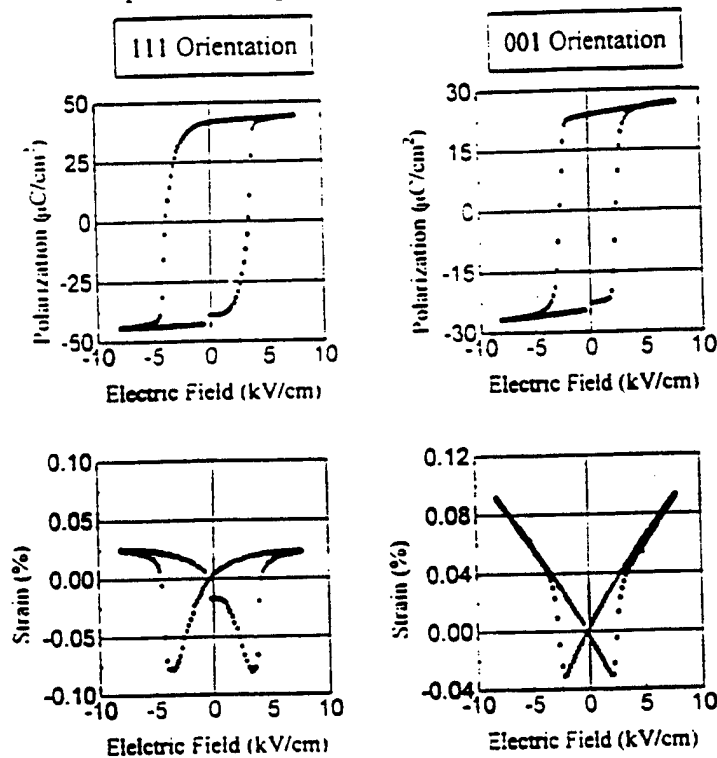 111 Orientation
001 Orientation
Polarization (μC/cm²)
50
25
0
-25
-50
-10 -5 0 5 10
Electric Field (kV/cm)
Polarization (μC/cm²)
30
15
0
-15
-30
-10 -5 0 5 10
Electric Field (kV/cm)
Strain (%)
0.10
0.05
0.00
-0.05
-0.10
-10 -5 0 5 10
Elelctric Field (kV/cm)
Strain (%)
0.12
0.08
0.04
0.00
-0.04
-10 -5 0 5 10
Electric Field (kV/cm)